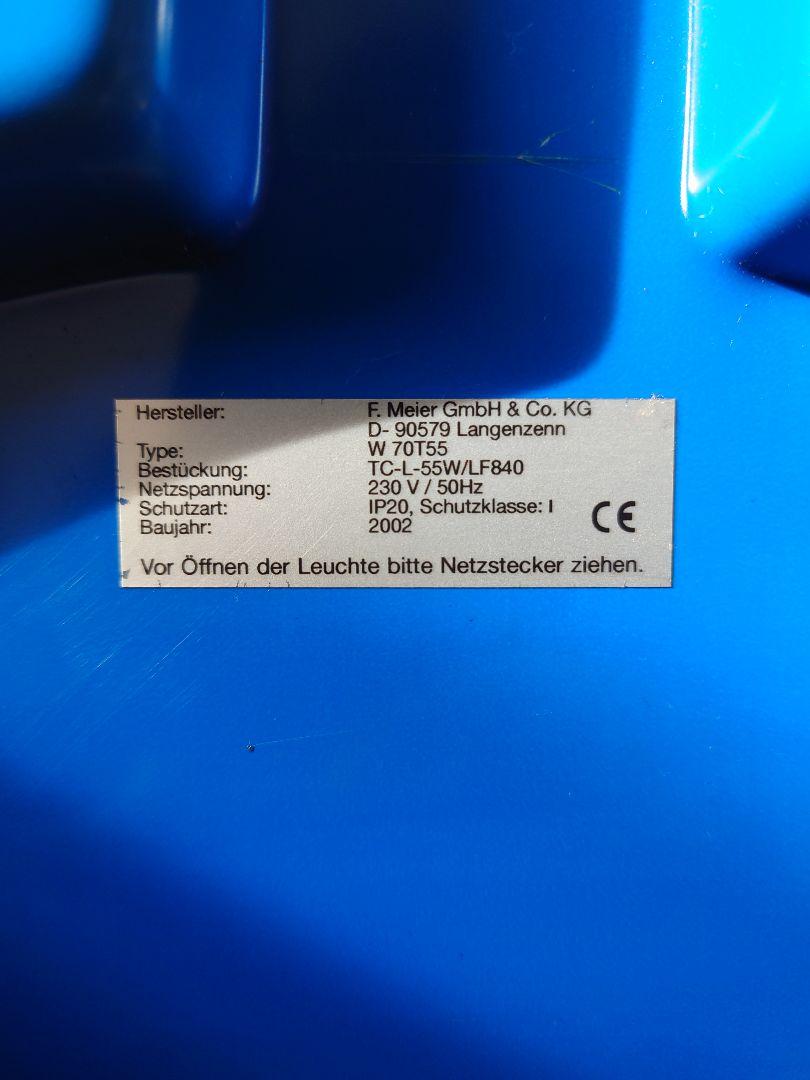 Hersteller: F. Meier GmbH & Co. KG
D- 90579 Langenzenn
Type: W 70T55
Bestückung: TC-L-55W/LF840
Netzspannung: 230 V / 50Hz
Schutzart: IP20, Schutzklasse: I
Baujahr: 2002
CE
Vor Öffnen der Leuchte bitte Netzstecker ziehen.